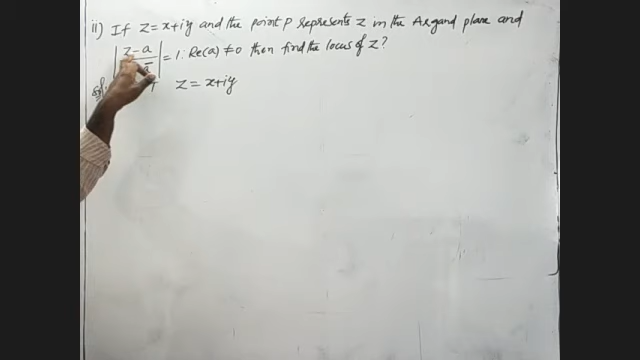 ii) If z = x+iy and the point P represents z in the Argand plane and
|z-a / ā| = 1 : Re(a) ≠ 0 then find the locus of z?
z = x+iy